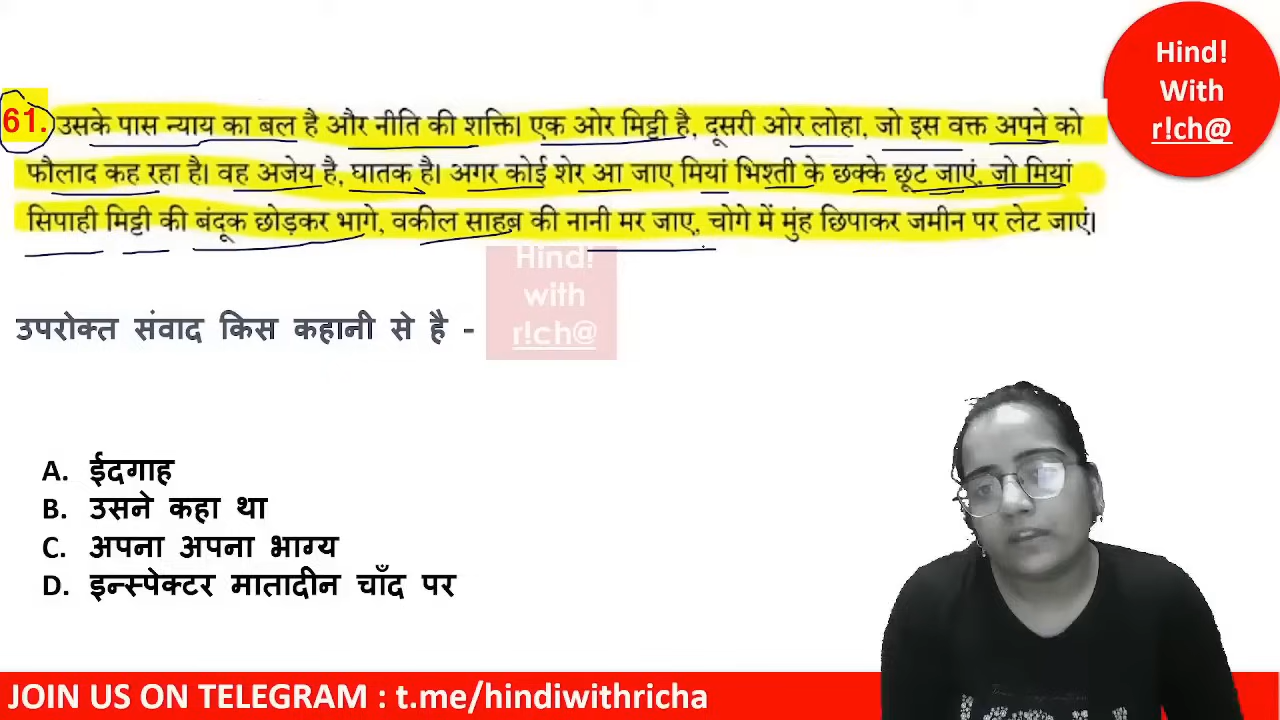 Hind!
With
r!ch@
61. उसके पास न्याय का बल है और नीति की शक्ति। एक ओर मिट्टी है, दूसरी ओर लोहा, जो इस वक्त अपने को
फौलाद कह रहा है। वह अजेय है, घातक है। अगर कोई शेर आ जाए मियां भिश्ती के छक्के छूट जाएं, जो मियां
सिपाही मिट्टी की बंदूक छोड़कर भागे, वकील साहब की नानी मर जाए, चोगे में मुंह छिपाकर जमीन पर लेट जाएं।
Hind!
with
r!ch@
उपरोक्त संवाद किस कहानी से है -
A. ईदगाह
B. उसने कहा था
C. अपना अपना भाग्य
D. इन्स्पेक्टर मातादीन चाँद पर
JOIN US ON TELEGRAM : t.me/hindiwithricha